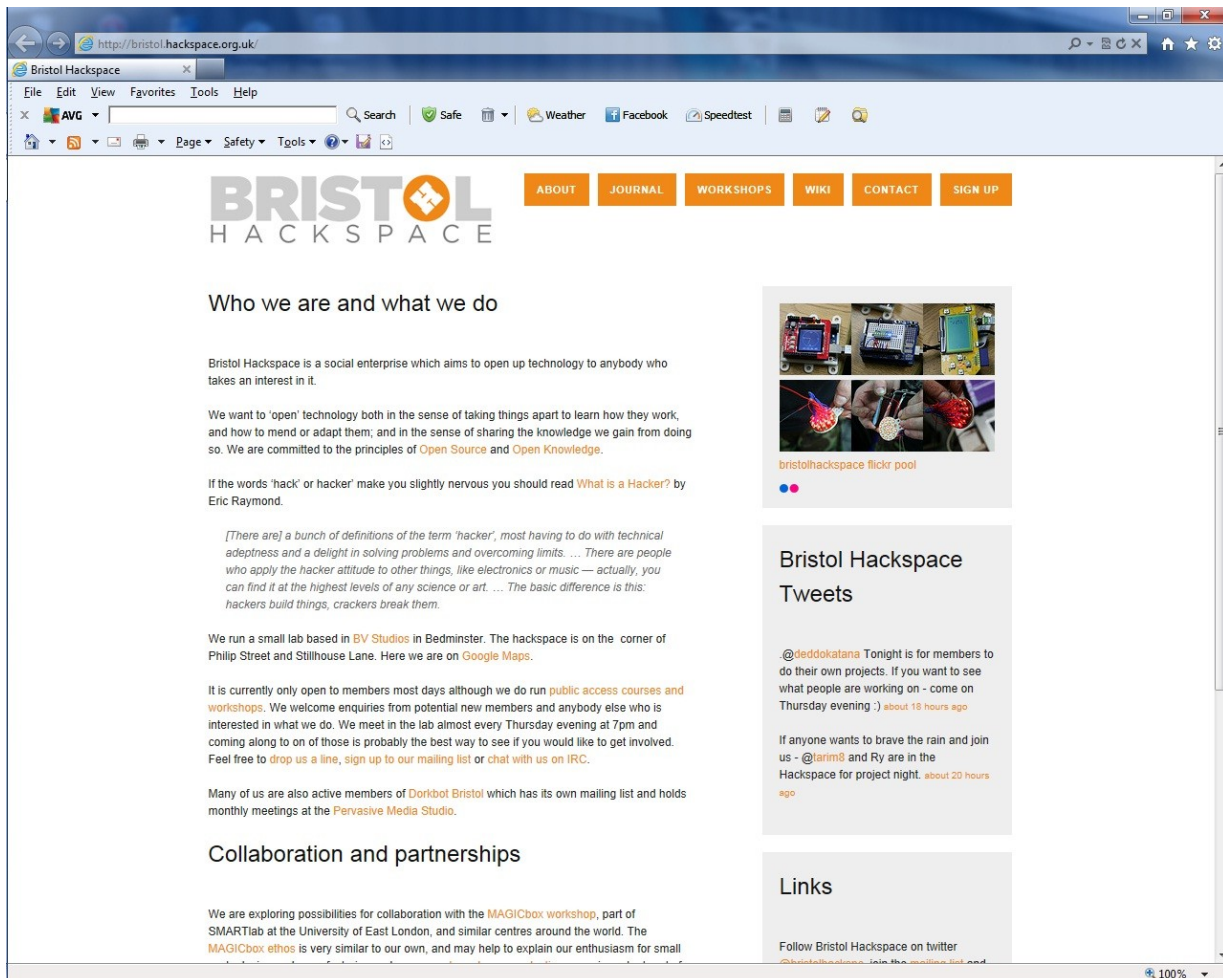 http://bristol.hackspace.org.uk/
Bristol Hackspace
File Edit View Favorites Tools Help
AVG Search Safe Weather Facebook Speedtest
Page Safety Tools
BRISTOL
HACKSPACE
ABOUT JOURNAL WORKSHOPS WIKI CONTACT SIGN UP
Who we are and what we do
Bristol Hackspace is a social enterprise which aims to open up technology to anybody who
takes an interest in it.
We want to ‘open’ technology both in the sense of taking things apart to learn how they work,
and how to mend or adapt them; and in the sense of sharing the knowledge we gain from doing
so. We are committed to the principles of Open Source and Open Knowledge.
If the words ‘hack’ or hacker’ make you slightly nervous you should read What is a Hacker? by
Eric Raymond.
[There are] a bunch of definitions of the term ‘hacker’, most having to do with technical
adeptness and a delight in solving problems and overcoming limits. … There are people
who apply the hacker attitude to other things, like electronics or music — actually, you
can find it at the highest levels of any science or art. … The basic difference is this:
hackers build things, crackers break them.
We run a small lab based in BV Studios in Bedminster. The hackspace is on the corner of
Philip Street and Stillhouse Lane. Here we are on Google Maps.
It is currently only open to members most days although we do run public access courses and
workshops. We welcome enquiries from potential new members and anybody else who is
interested in what we do. We meet in the lab almost every Thursday evening at 7pm and
coming along to on of those is probably the best way to see if you would like to get involved.
Feel free to drop us a line, sign up to our mailing list or chat with us on IRC.
Many of us are also active members of Dorkbot Bristol which has its own mailing list and holds
monthly meetings at the Pervasive Media Studio.
Collaboration and partnerships
We are exploring possibilities for collaboration with the MAGICbox workshop, part of
SMARTlab at the University of East London, and similar centres around the world. The
MAGICbox ethos is very similar to our own, and may help to explain our enthusiasm for small
bristolhackspace flickr pool
Bristol Hackspace
Tweets
.@deddokatana Tonight is for members to
do their own projects. If you want to see
what people are working on - come on
Thursday evening :) about 18 hours ago
If anyone wants to brave the rain and join
us - @tarim8 and Ry are in the
Hackspace for project night. about 20 hours
ago
Links
Follow Bristol Hackspace on twitter
100%